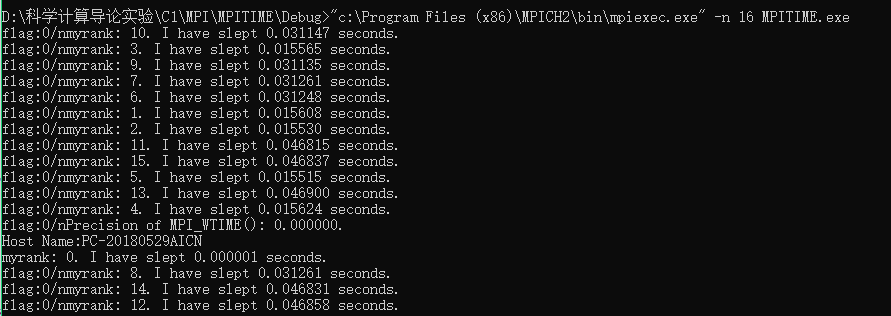 D:\科学计算导论实验\C1\MPI\MPITIME\Debug>"c:\Program Files (x86)\MPICH2\bin\mpiexec.exe" -n 16 MPITIME.exe
flag:0/nmyrank: 10. I have slept 0.031147 seconds.
flag:0/nmyrank: 3. I have slept 0.015565 seconds.
flag:0/nmyrank: 9. I have slept 0.031135 seconds.
flag:0/nmyrank: 7. I have slept 0.031261 seconds.
flag:0/nmyrank: 6. I have slept 0.031248 seconds.
flag:0/nmyrank: 1. I have slept 0.015608 seconds.
flag:0/nmyrank: 2. I have slept 0.015530 seconds.
flag:0/nmyrank: 11. I have slept 0.046815 seconds.
flag:0/nmyrank: 15. I have slept 0.046837 seconds.
flag:0/nmyrank: 5. I have slept 0.015515 seconds.
flag:0/nmyrank: 13. I have slept 0.046900 seconds.
flag:0/nmyrank: 4. I have slept 0.015624 seconds.
flag:0/nPrecision of MPI_WTIME(): 0.000000.
Host Name:PC-20180529AICN
myrank: 0. I have slept 0.000001 seconds.
flag:0/nmyrank: 8. I have slept 0.031261 seconds.
flag:0/nmyrank: 14. I have slept 0.046831 seconds.
flag:0/nmyrank: 12. I have slept 0.046858 seconds.